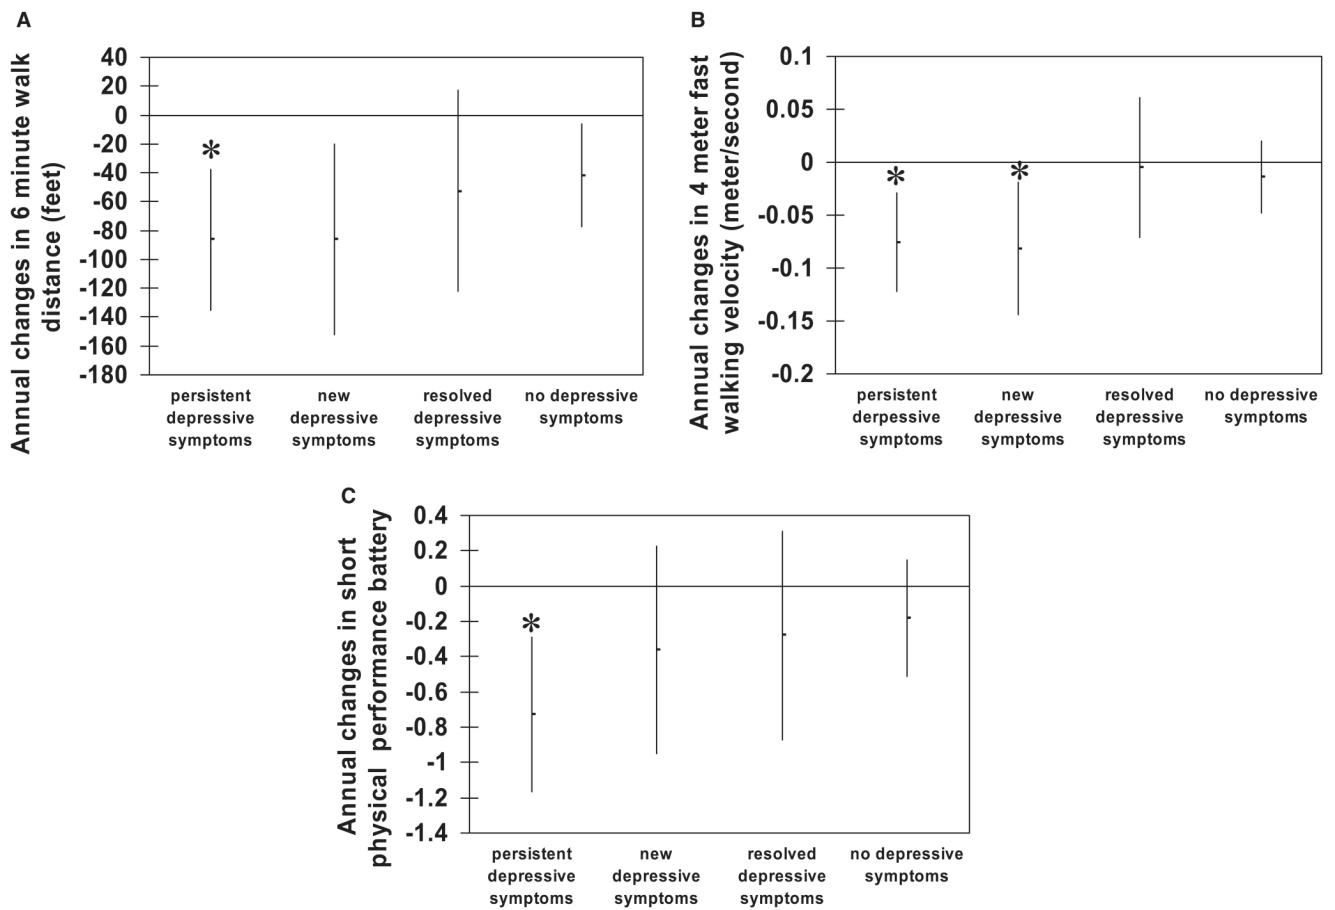 A
Annual changes in 6 minute walk
distance (feet)
40
20
0
-20
-40
-60
-80
-100
-120
-140
-160
-180
*
persistent
depressive
symptoms
new
depressive
symptoms
resolved
depressive
symptoms
no depressive
symptoms
B
Annual changes in 4 meter fast
walking velocity (meter/second)
0.1
0.05
0
-0.05
-0.1
-0.15
-0.2
*
*
persistent
derpessive
symptoms
new
depressive
symptoms
resolved
depressive
symptoms
no depressive
symptoms
C
Annual changes in short
physical performance battery
0.4
0.2
0
-0.2
-0.4
-0.6
-0.8
-1
-1.2
-1.4
*
persistent
depressive
symptoms
new
depressive
symptoms
resolved
depressive
symptoms
no depressive
symptoms